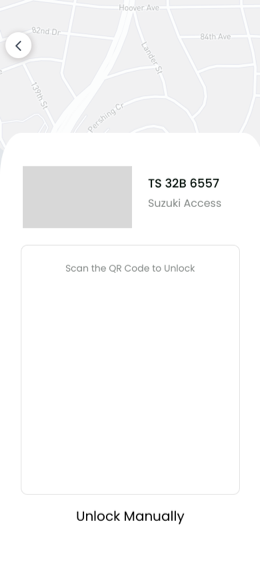 Hoover Ave
82nd Dr
84th Ave
Lander St
179th St
Pershing Cr
TS 32B 6557
Suzuki Access
Scan the QR Code to Unlock
Unlock Manually